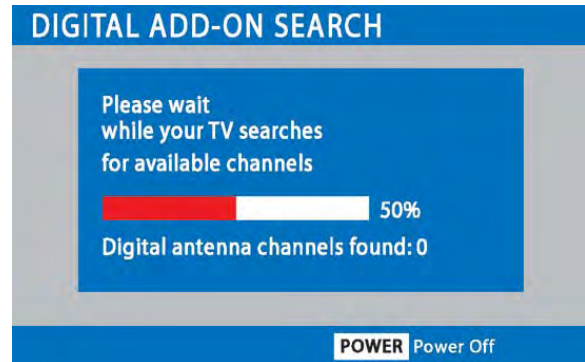 DIGITAL ADD-ON SEARCH
Please wait
while your TV searches
for available channels
50%
Digital antenna channels found: 0
POWER Power Off